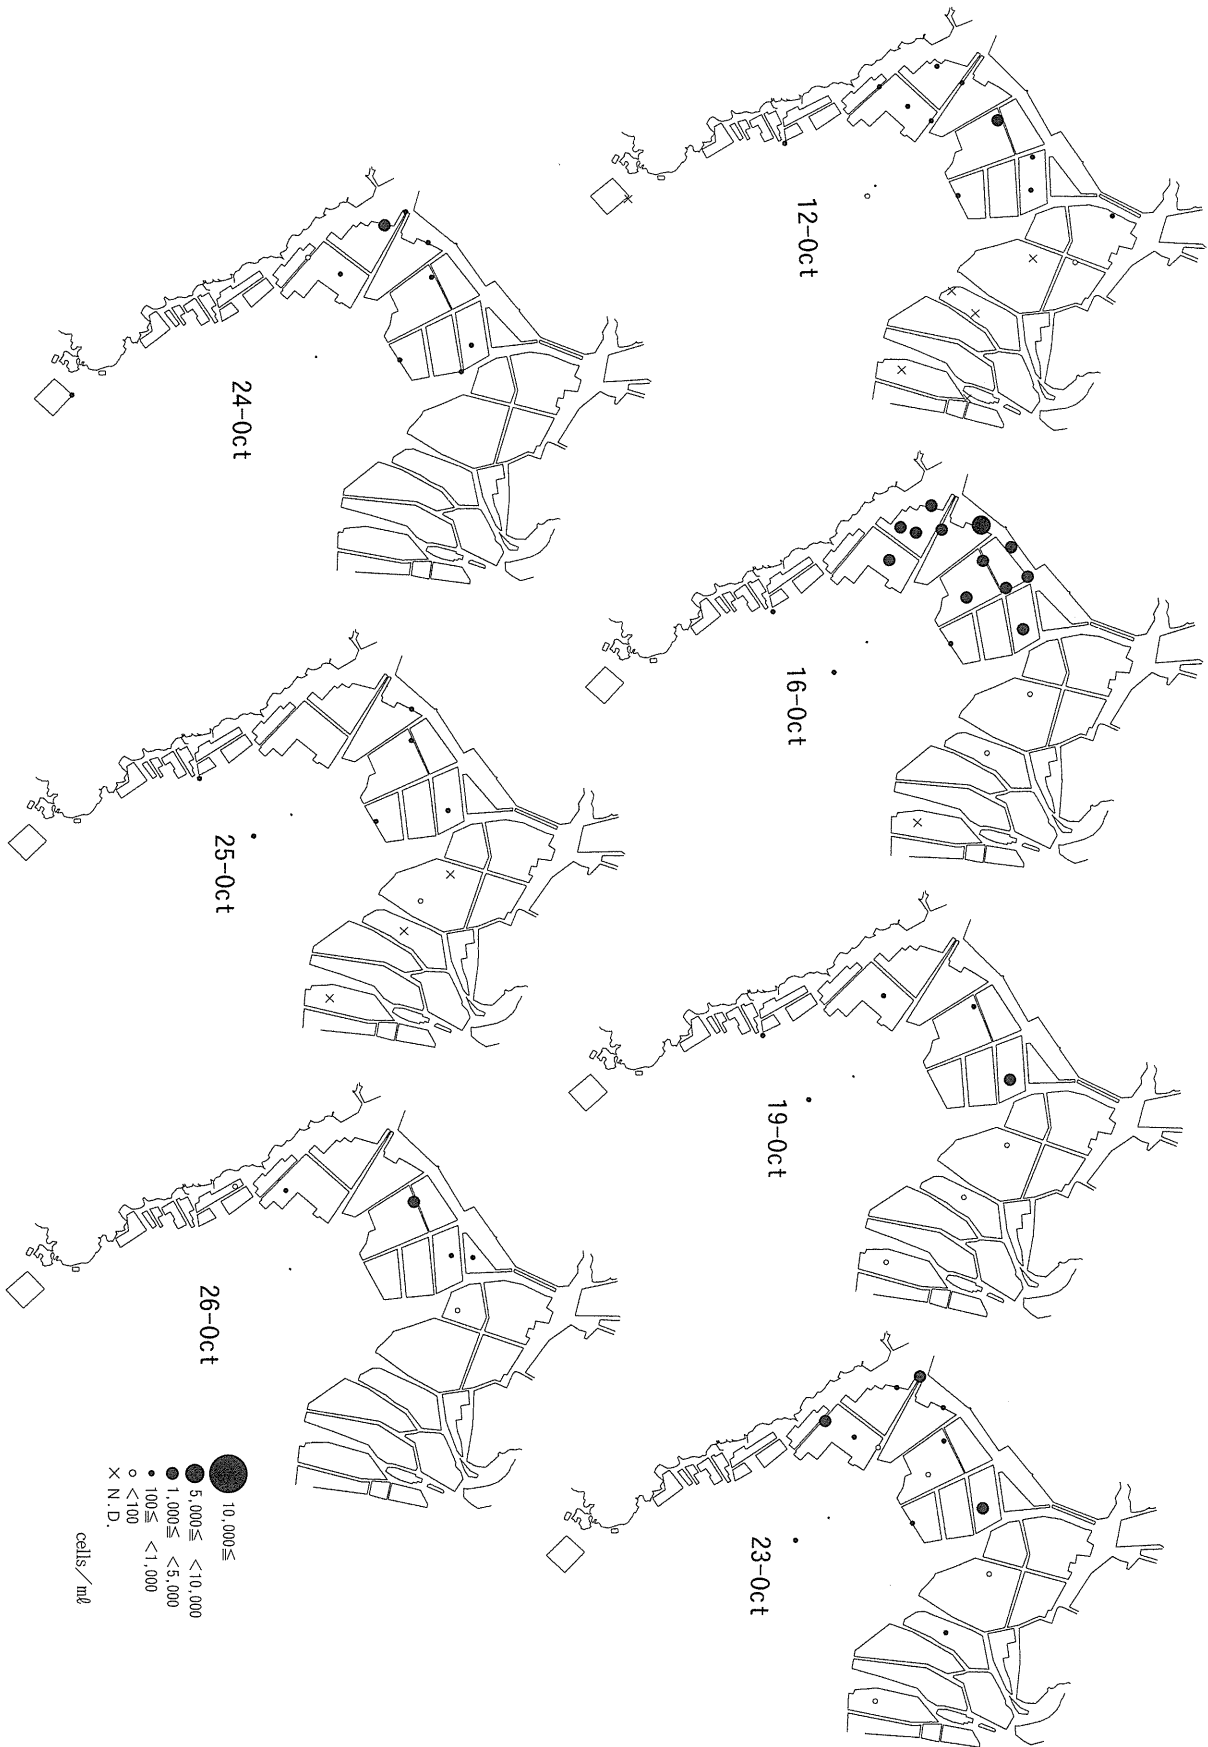 12-Oct
16-Oct
19-Oct
23-Oct
24-Oct
25-Oct
26-Oct
10,000≦
5,000≦ <10,000
1,000≦ <5,000
100≦ <1,000
<100
× N.D.
cells/㎖